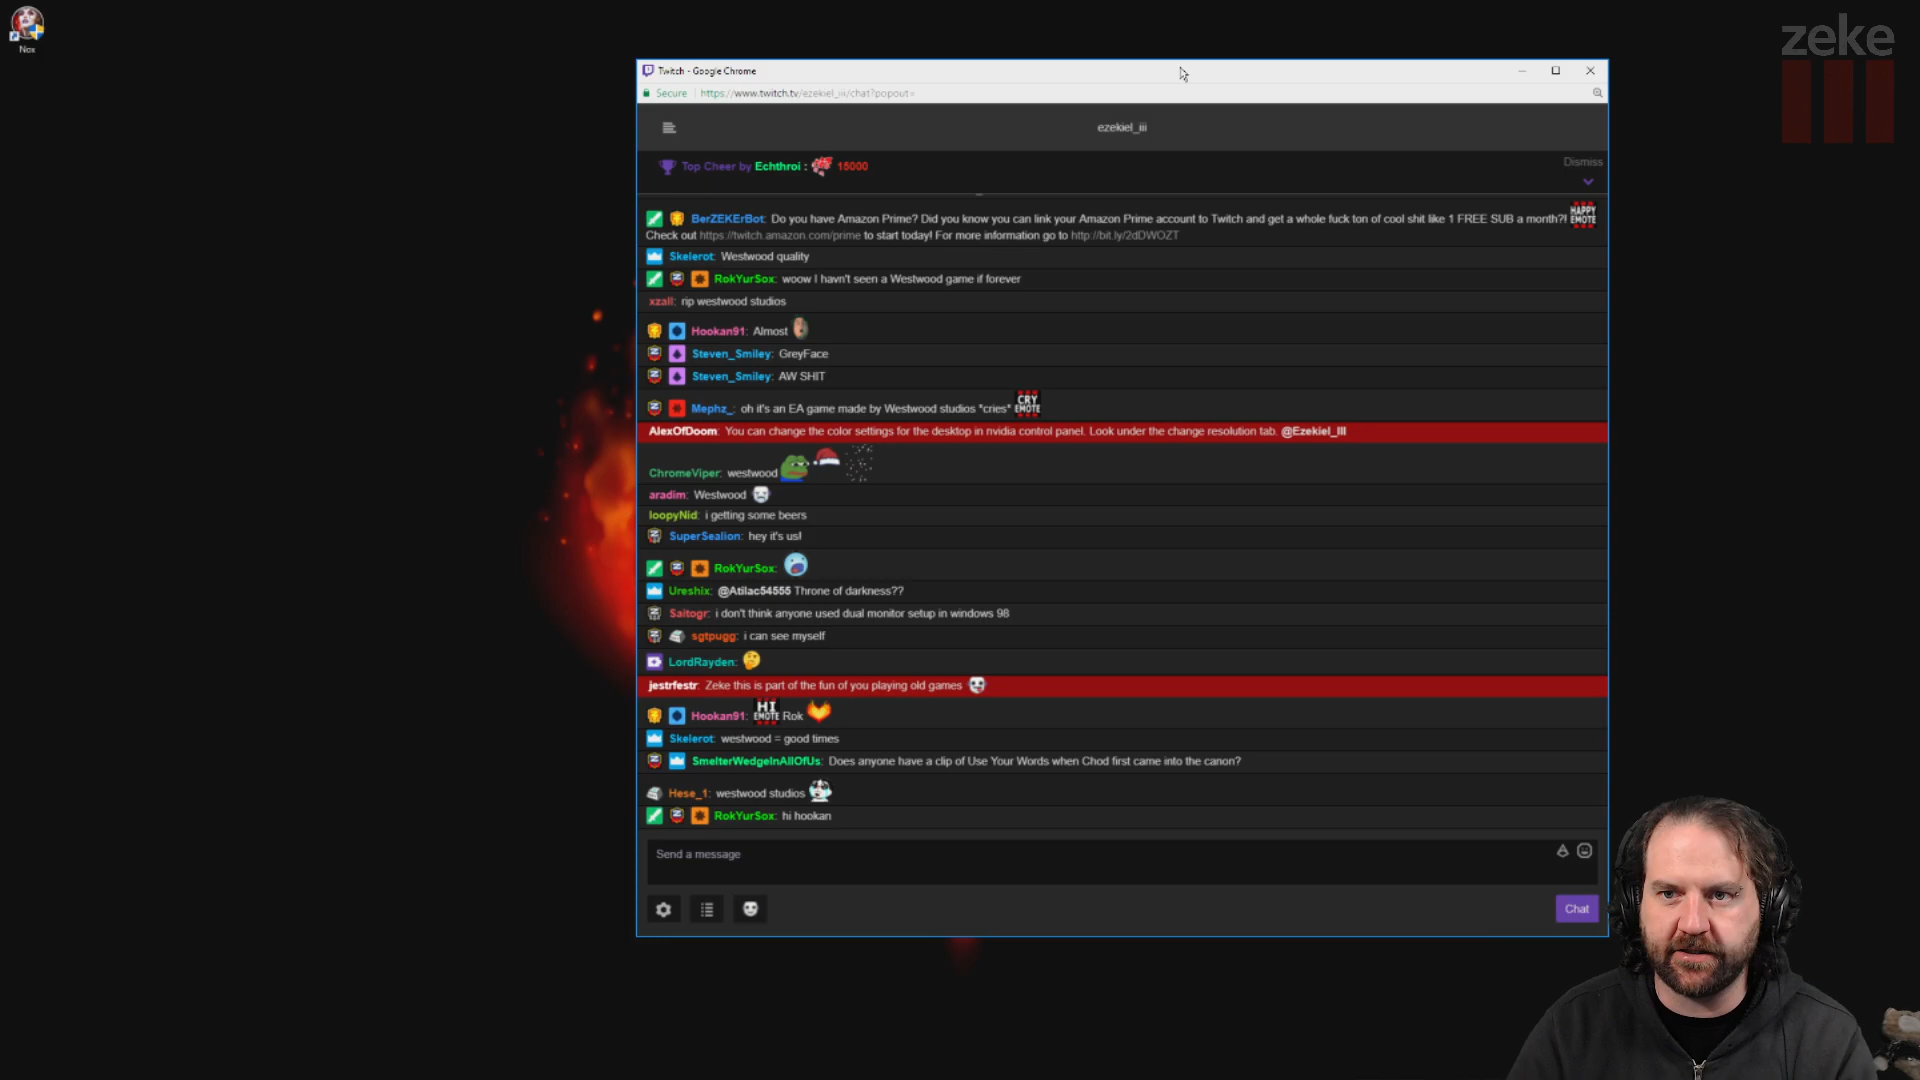 Nox
zeke
Twitch - Google Chrome
Secure https://www.twitch.tv/ezekiel_iii/chat?popout=
ezekiel_iii
Top Cheer by Echthroi : 15000
Dismiss
BerZEKErBot: Do you have Amazon Prime? Did you know you can link your Amazon Prime account to Twitch and get a whole fuck ton of cool shit like 1 FREE SUB a month?! HAPPY EMOTE
Check out https://twitch.amazon.com/prime to start today! For more information go to http://bit.ly/2dDWOZT
Skelerot: Westwood quality
RokYurSox: woow I havn't seen a Westwood game if forever
xzall: rip westwood studios
Hookan91: Almost
Steven_Smiley: GreyFace
Steven_Smiley: AW SHIT
Mephz_: oh it's an EA game made by Westwood studios *cries* CRY EMOTE
AlexOfDoom: You can change the color settings for the desktop in nvidia control panel. Look under the change resolution tab. @Ezekiel_III
ChromeViper: westwood
aradim: Westwood
loopyNid: i getting some beers
SuperSealion: hey it's us!
RokYurSox:
Ureshix: @Atilac54555 Throne of darkness??
Saltogr: i don't think anyone used dual monitor setup in windows 98
sgtpugg: i can see myself
LordRayden:
jestrfestr: Zeke this is part of the fun of you playing old games
Hookan91: HI EMOTE Rok
Skelerot: westwood = good times
SmelterWedgeInAllOfUs: Does anyone have a clip of Use Your Words when Chod first came into the canon?
Hese_1: westwood studios
RokYurSox: hi hookan
Send a message
Chat